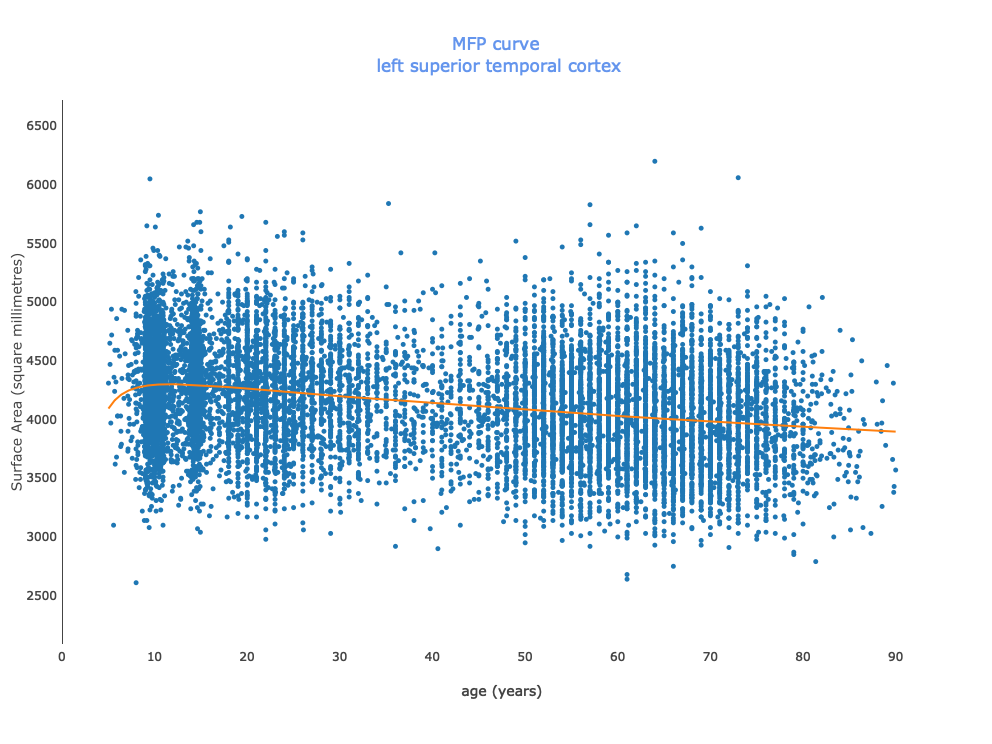 MFP curve
left superior temporal cortex
Surface Area (square millimetres)
6500
6000
5500
5000
4500
4000
3500
3000
2500
0 10 20 30 40 50 60 70 80 90
age (years)